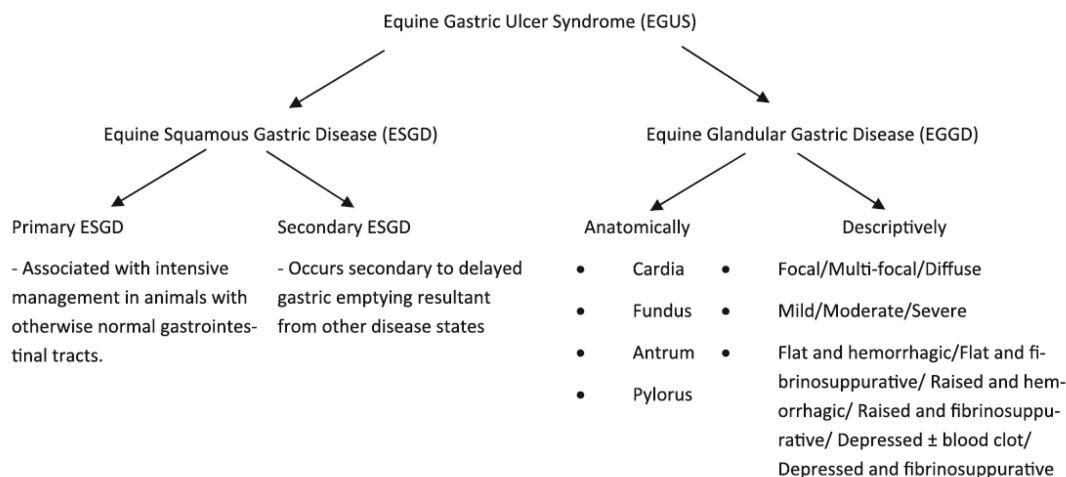 Equine Gastric Ulcer Syndrome (EGUS)
Equine Squamous Gastric Disease (ESGD)
Equine Glandular Gastric Disease (EGGD)
Primary ESGD
- Associated with intensive
management in animals with
otherwise normal gastrointes-
tinal tracts.
Secondary ESGD
- Occurs secondary to delayed
gastric emptying resultant
from other disease states
Anatomically
• Cardia
• Fundus
• Antrum
• Pylorus
Descriptively
• Focal/Multi-focal/Diffuse
• Mild/Moderate/Severe
• Flat and hemorrhagic/Flat and fi-
brinosuppurative/ Raised and hem-
orrhagic/ Raised and fibrinosuppu-
rative/ Depressed ± blood clot/
Depressed and fibrinosuppurative